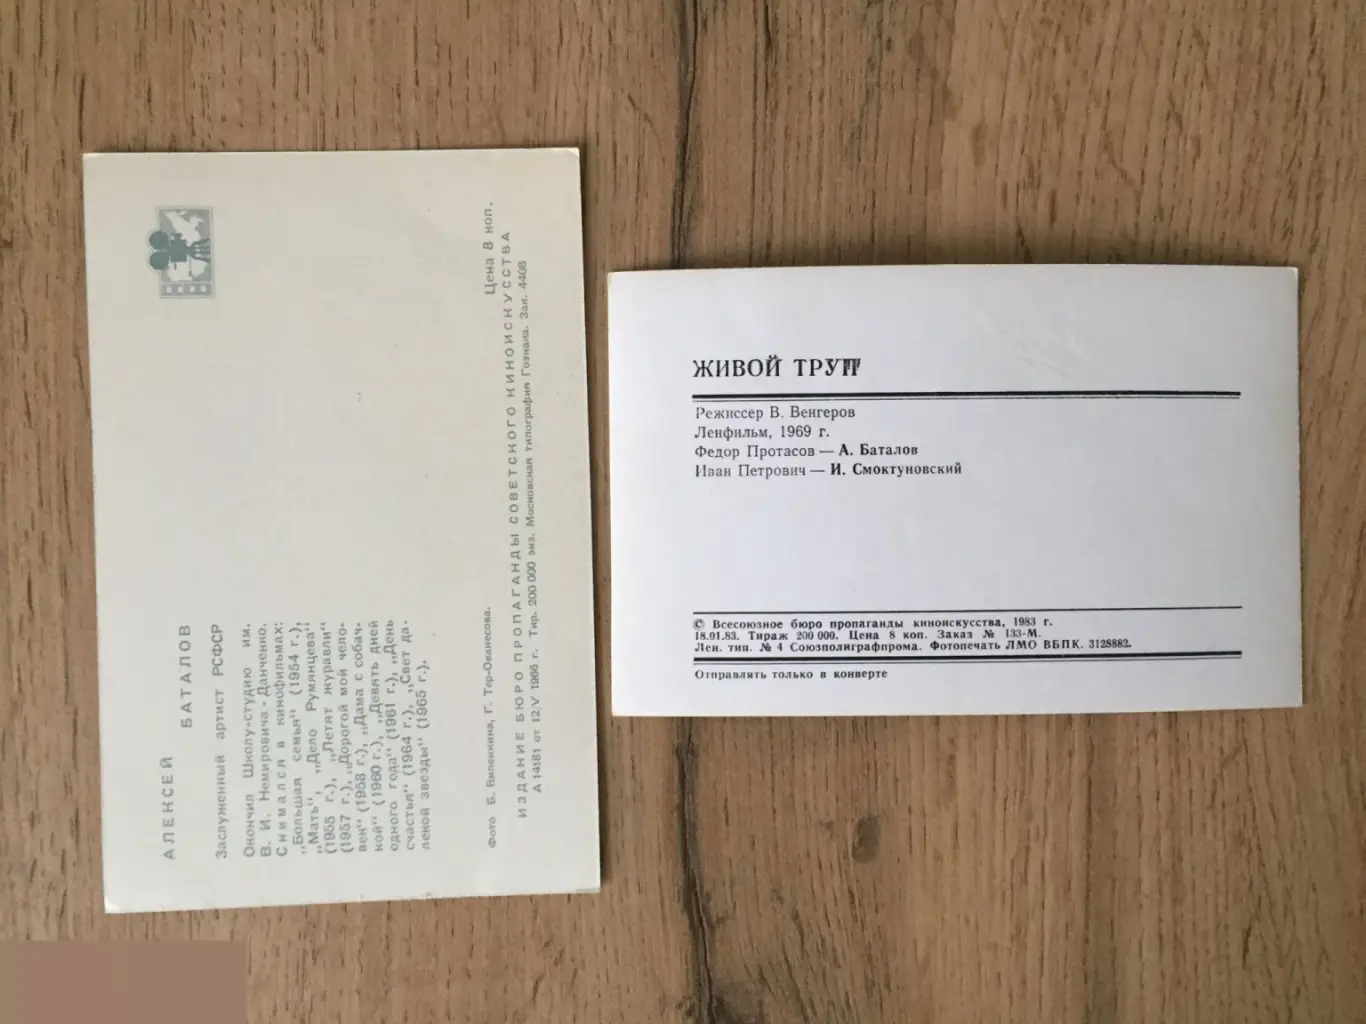 АЛЕКСЕЙ
БАТАЛОВ
Заслуженный артист РСФСР
Окончил Школу-студию им.
В. И. Немировича-Данченко.
Снимался в кинофильмах:
„Большая семья“ (1954 г.),
„Мать“, „Дело Румянцева“
(1955 г.), „Летят журавли“
(1957 г.), „Дорогой мой чело-
век“ (1958 г.), „Дама с собач-
кой“ (1960 г.), „Девять дней
одного года“ (1961 г.), „День
счастья“ (1964 г.), „Свет да-
лекой звезды“ (1965 г.).
Фото Б. Виленкина, Г. Тер-Ованесова. Цена 8 коп.
ИЗДАНИЕ БЮРО ПРОПАГАНДЫ СОВЕТСКОГО КИНОИСКУССТВА
А 14181 от 12/V 1966 г. Тир. 200 000 экз. Московская типография Гознака. Зак. 4408
ЖИВОЙ ТРУП
Режиссер В. Венгеров
Ленфильм, 1969 г.
Федор Протасов — А. Баталов
Иван Петрович — И. Смоктуновский
© Всесоюзное бюро пропаганды киноискусства, 1983 г.
18.01.83. Тираж 200 000. Цена 8 коп. Заказ № 133-М.
Лен. тип. № 4 Союзполиграфпрома. Фотопечать ЛМО ВБПК. 3128882.
Отправлять только в конверте